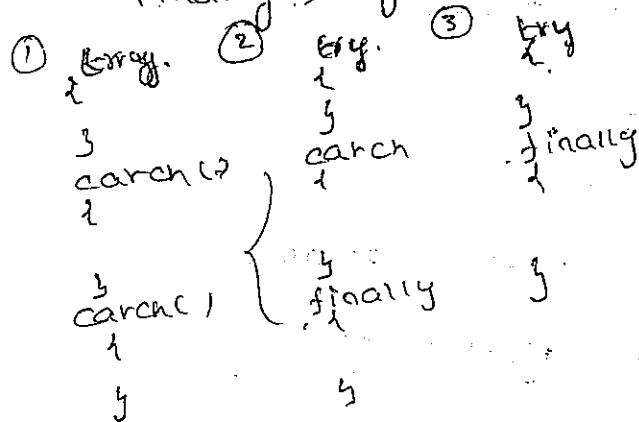 ① try.
{
}
catch()
{
}
catch()
{
}
② try.
{
}
catch
{
}
finally
{
}
③ try
{
}
finally
{
}